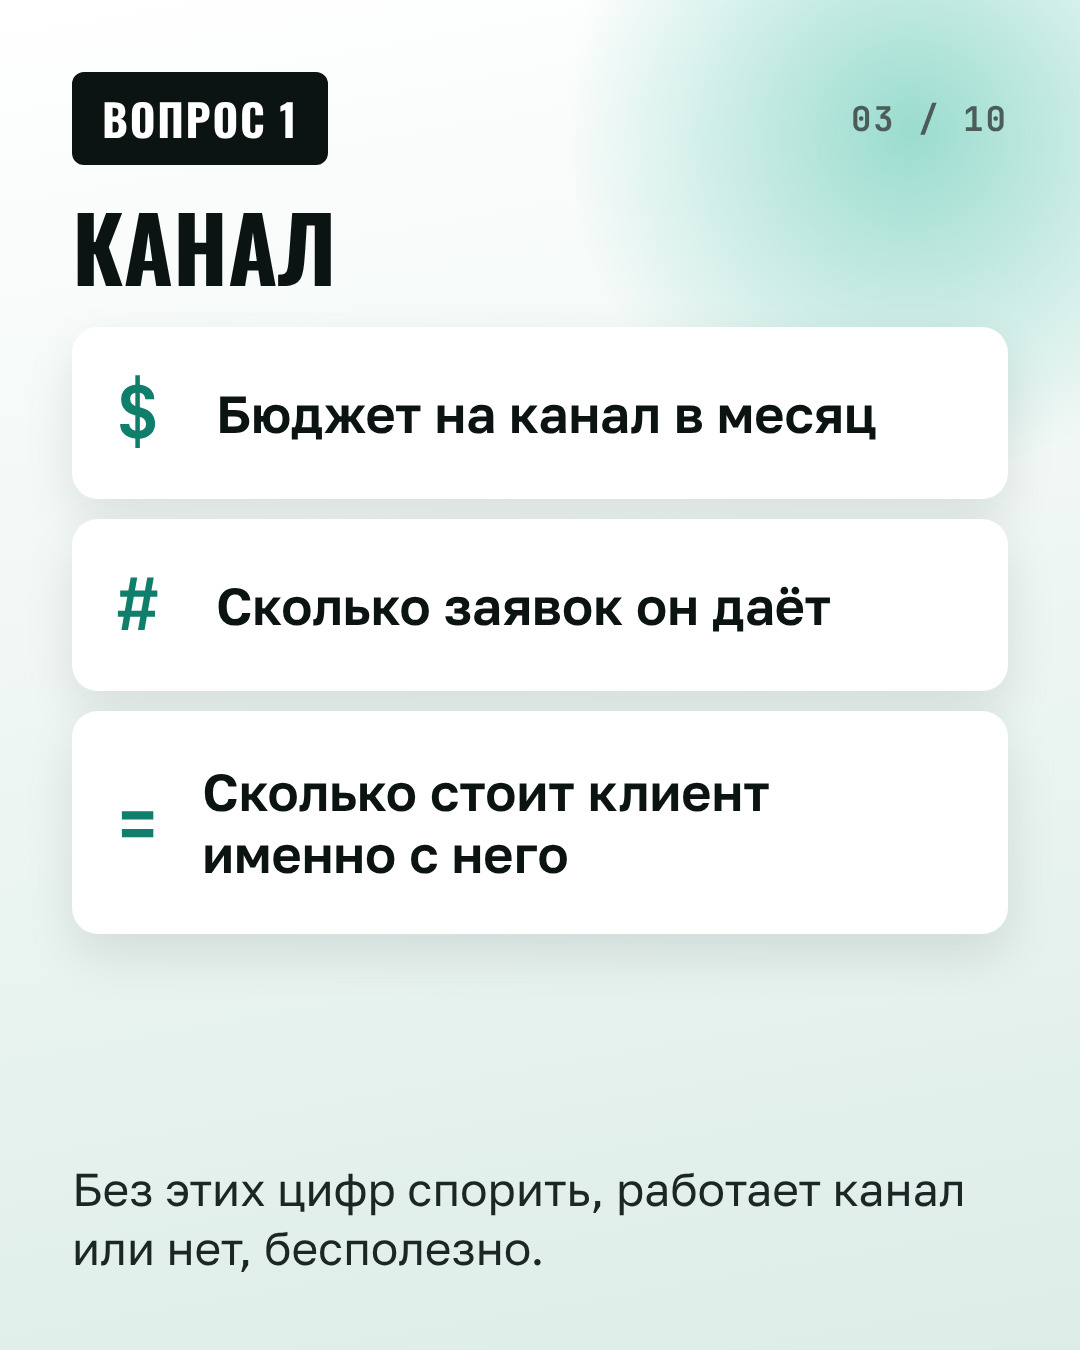 ВОПРОС 1
03 / 10
КАНАЛ
$ Бюджет на канал в месяц
# Сколько заявок он даёт
= Сколько стоит клиент
именно с него
Без этих цифр спорить, работает канал
или нет, бесполезно.